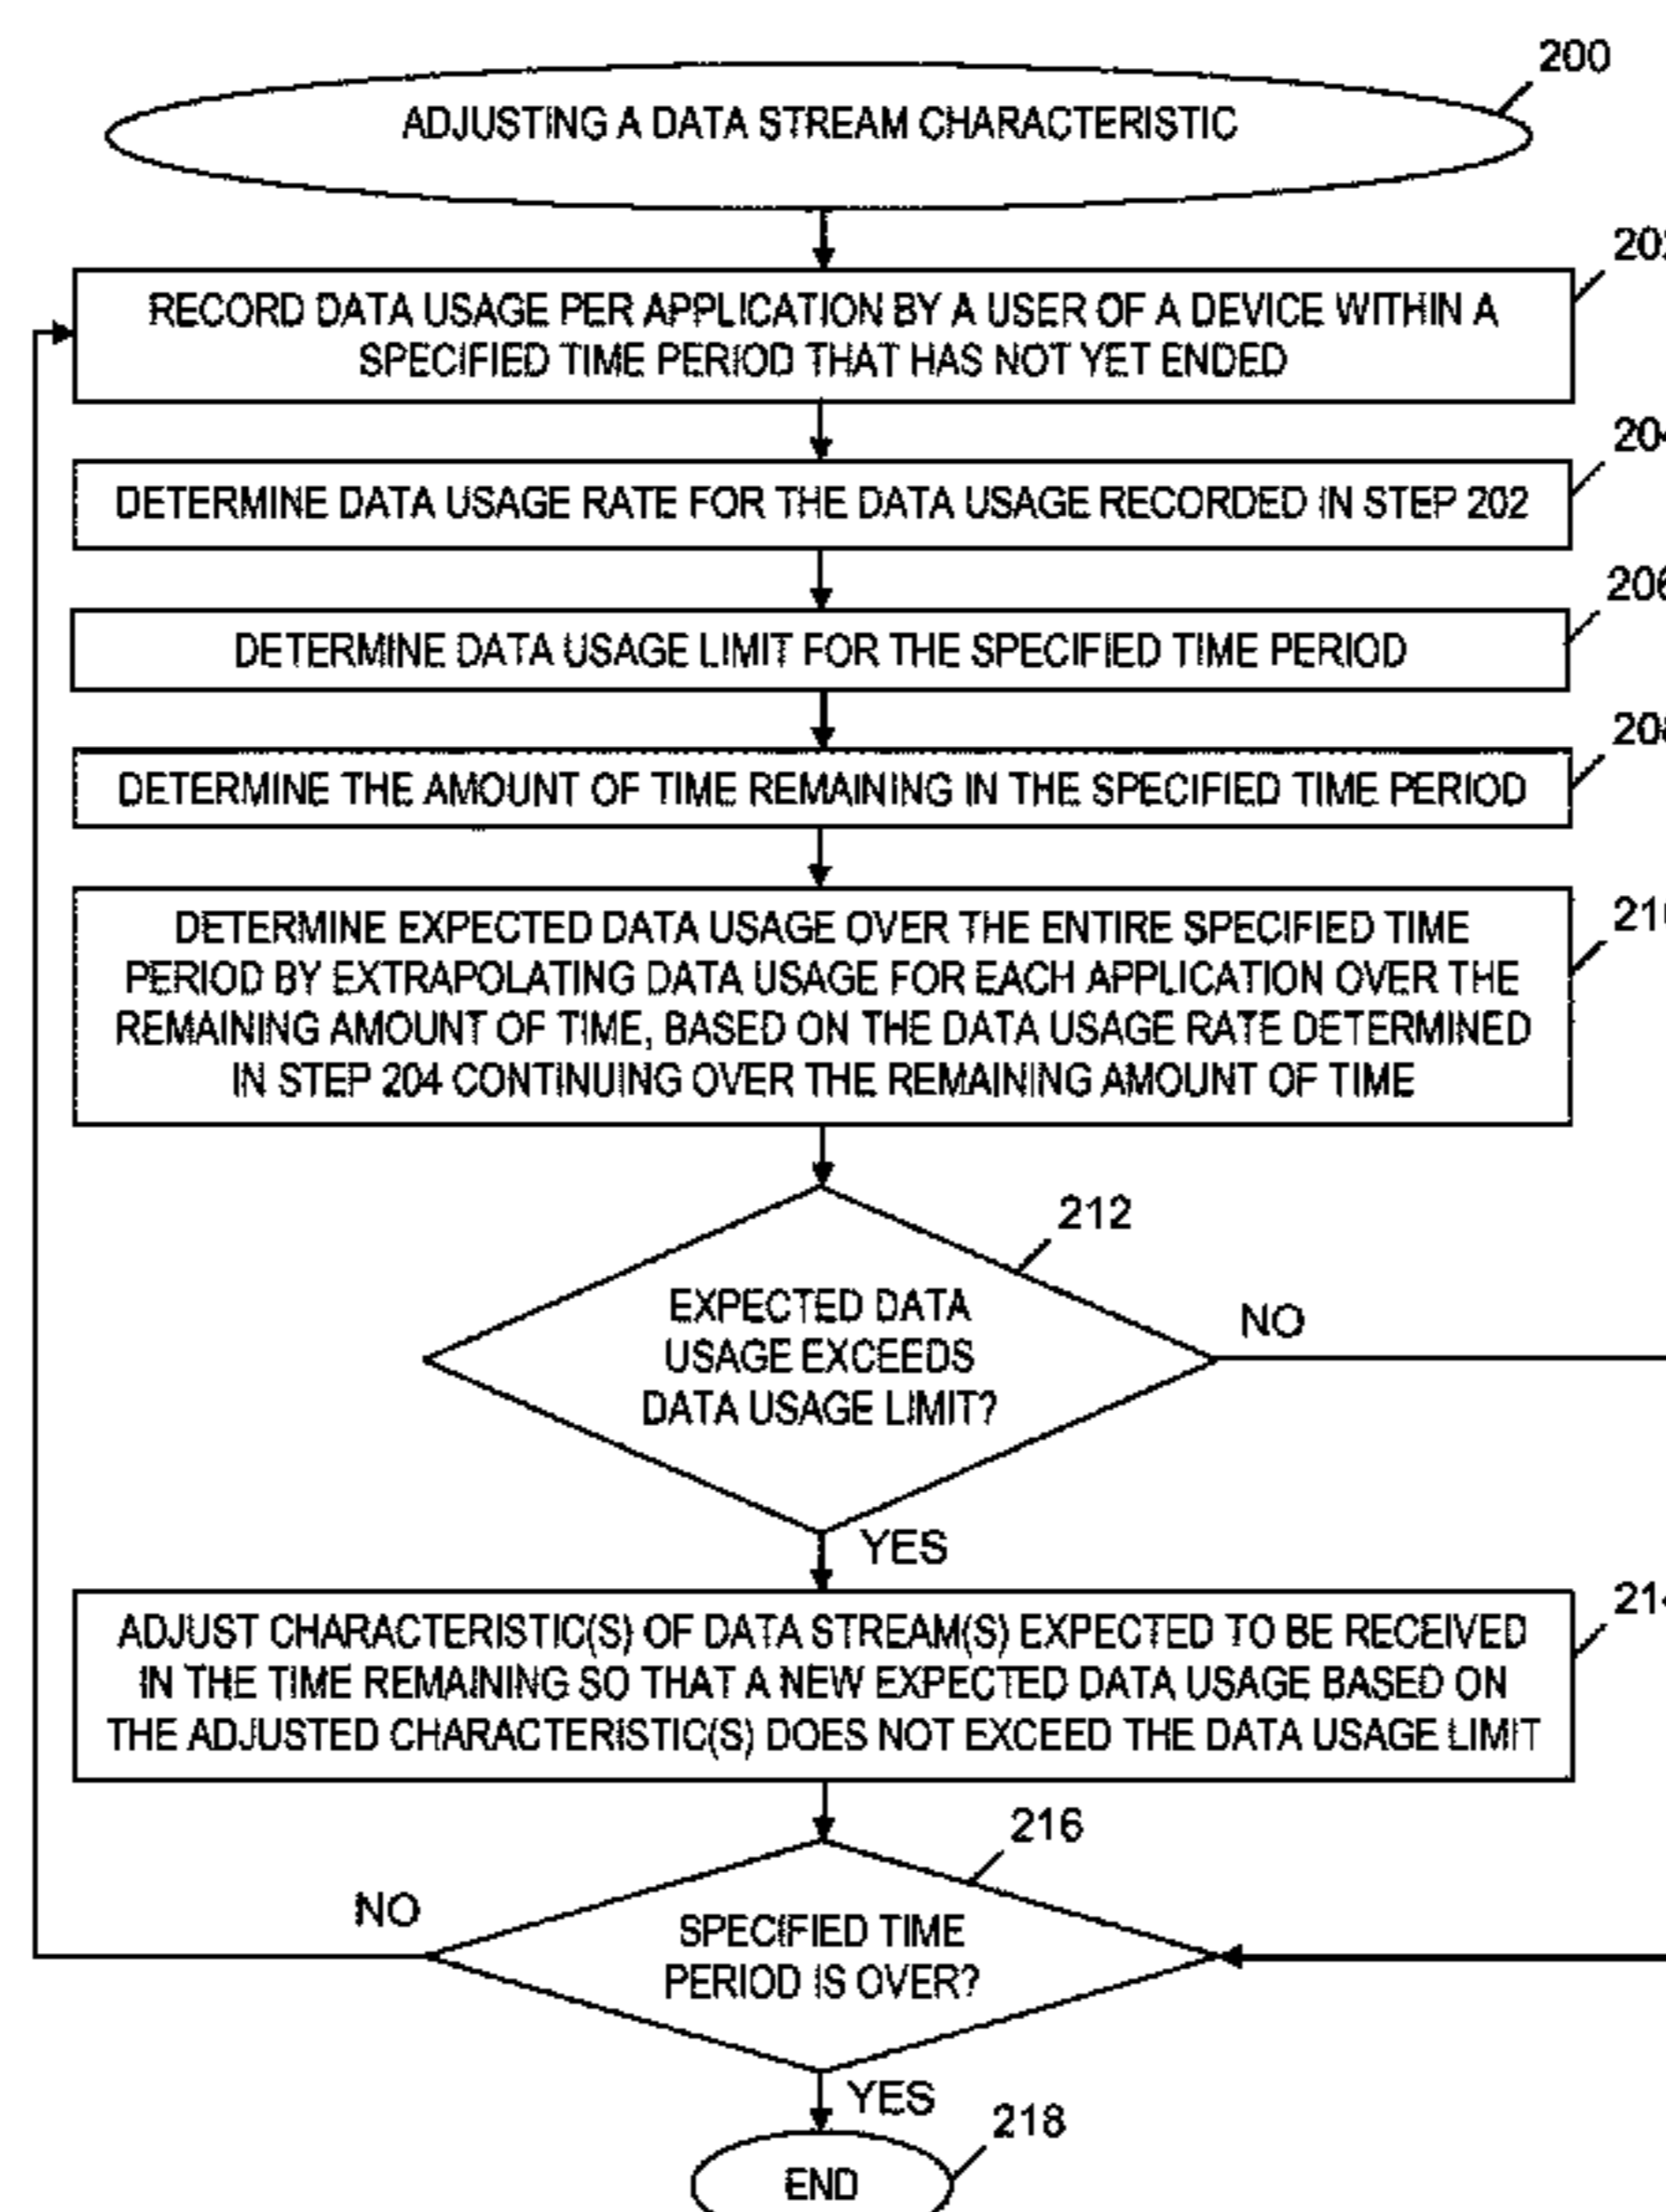 200
ADJUSTING A DATA STREAM CHARACTERISTIC
202
RECORD DATA USAGE PER APPLICATION BY A USER OF A DEVICE WITHIN A
SPECIFIED TIME PERIOD THAT HAS NOT YET ENDED
204
DETERMINE DATA USAGE RATE FOR THE DATA USAGE RECORDED IN STEP 202
206
DETERMINE DATA USAGE LIMIT FOR THE SPECIFIED TIME PERIOD
208
DETERMINE THE AMOUNT OF TIME REMAINING IN THE SPECIFIED TIME PERIOD
210
DETERMINE EXPECTED DATA USAGE OVER THE ENTIRE SPECIFIED TIME
PERIOD BY EXTRAPOLATING DATA USAGE FOR EACH APPLICATION OVER THE
REMAINING AMOUNT OF TIME, BASED ON THE DATA USAGE RATE DETERMINED
IN STEP 204 CONTINUING OVER THE REMAINING AMOUNT OF TIME
212
EXPECTED DATA
USAGE EXCEEDS
DATA USAGE LIMIT?
NO
YES
214
ADJUST CHARACTERISTIC(S) OF DATA STREAM(S) EXPECTED TO BE RECEIVED
IN THE TIME REMAINING SO THAT A NEW EXPECTED DATA USAGE BASED ON
THE ADJUSTED CHARACTERISTIC(S) DOES NOT EXCEED THE DATA USAGE LIMIT
216
NO
SPECIFIED TIME
PERIOD IS OVER?
YES
218
END